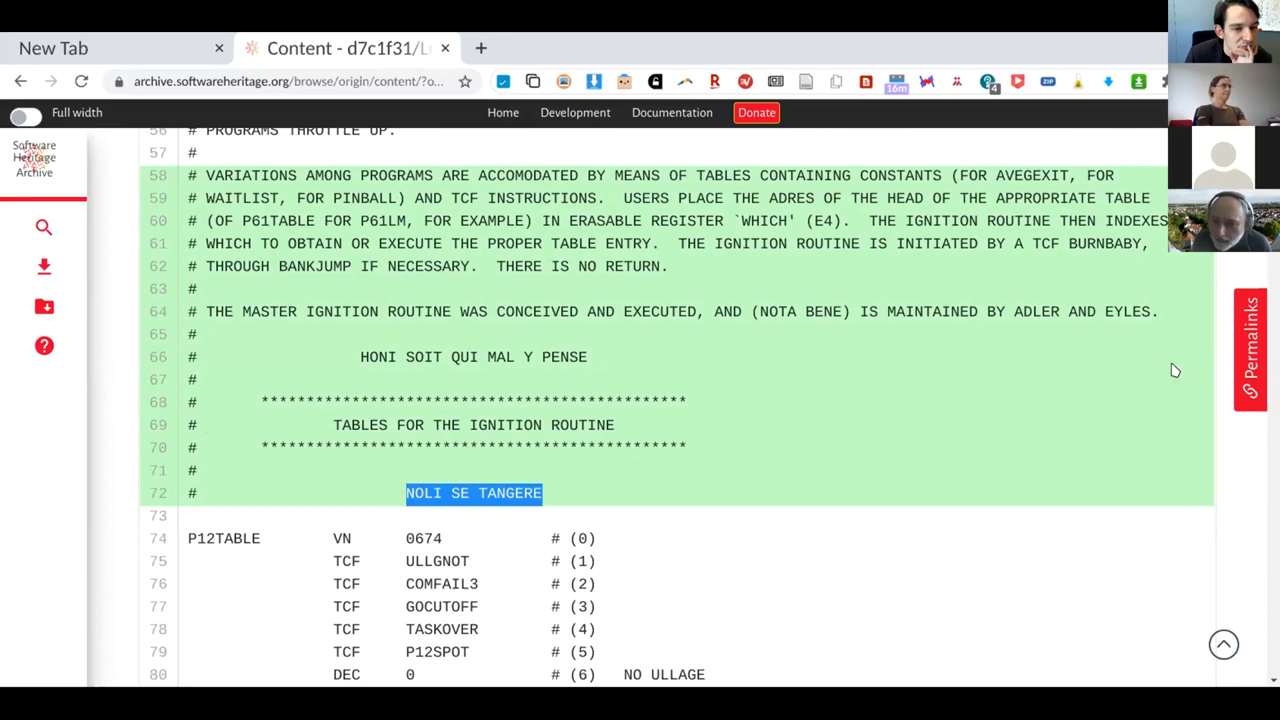 New Tab
Content - d7c1f31/L
archive.softwareheritage.org/browse/origin/content/?o...
R
16m
4
ZIP
Full width
Home
Development
Documentation
Donate
Software
Heritage
Archive
56 # PROGRAMS THROTTLE UP.
57 #
58 # VARIATIONS AMONG PROGRAMS ARE ACCOMODATED BY MEANS OF TABLES CONTAINING CONSTANTS (FOR AVEGEXIT, FOR
59 # WAITLIST, FOR PINBALL) AND TCF INSTRUCTIONS.  USERS PLACE THE ADRES OF THE HEAD OF THE APPROPRIATE TABLE
60 # (OF P61TABLE FOR P61LM, FOR EXAMPLE) IN ERASABLE REGISTER `WHICH' (E4).  THE IGNITION ROUTINE THEN INDEXES
61 # WHICH TO OBTAIN OR EXECUTE THE PROPER TABLE ENTRY.  THE IGNITION ROUTINE IS INITIATED BY A TCF BURNBABY,
62 # THROUGH BANKJUMP IF NECESSARY.  THERE IS NO RETURN.
63 #
64 # THE MASTER IGNITION ROUTINE WAS CONCEIVED AND EXECUTED, AND (NOTA BENE) IS MAINTAINED BY ADLER AND EYLES.
65 #
66 # HONI SOIT QUI MAL Y PENSE
67 #
68 # ***********************************************
69 # TABLES FOR THE IGNITION ROUTINE
70 # ***********************************************
71 #
72 # NOLI SE TANGERE
73
74 P12TABLE VN 0674 # (0)
75 TCF ULLGNOT # (1)
76 TCF COMFAIL3 # (2)
77 TCF GOCUTOFF # (3)
78 TCF TASKOVER # (4)
79 TCF P12SPOT # (5)
80 DEC 0 # (6) NO ULLAGE
Permalinks